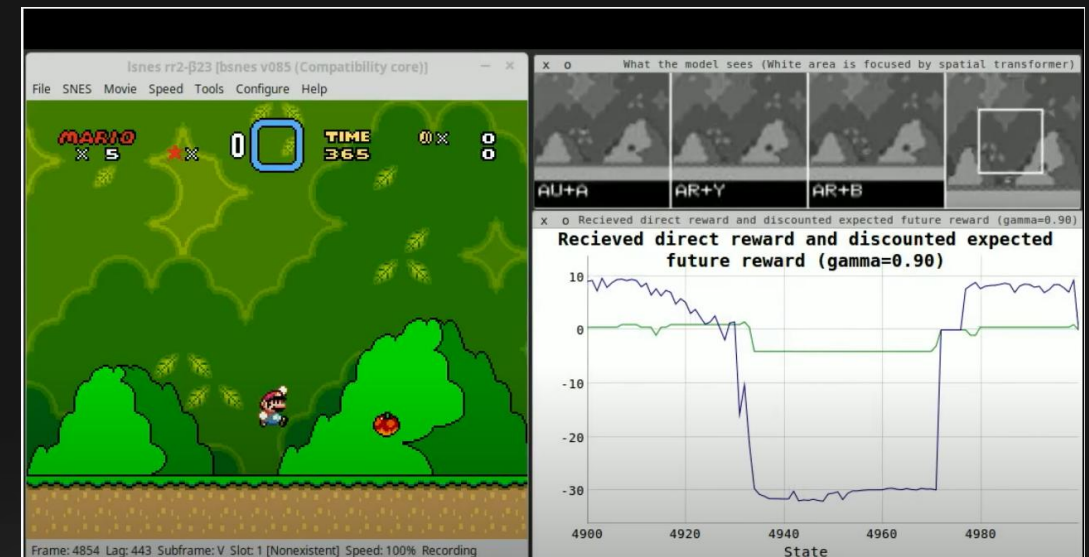 lsnes rr2-β23 [bsnes v085 (Compatibility core)]
File SNES Movie Speed Tools Configure Help
MARIO
X 5
X
0
TIME
365
X 0
0
Frame: 4854 Lag: 443 Subframe: V Slot: 1 [Nonexistent] Speed: 100% Recording
x o What the model sees (White area is focused by spatial transformer)
AU+A
AR+Y
AR+B
x o Recieved direct reward and discounted expected future reward (gamma=0.90)
Recieved direct reward and discounted expected
future reward (gamma=0.90)
10
0
-10
-20
-30
4900 4920 4940 4960 4980
State